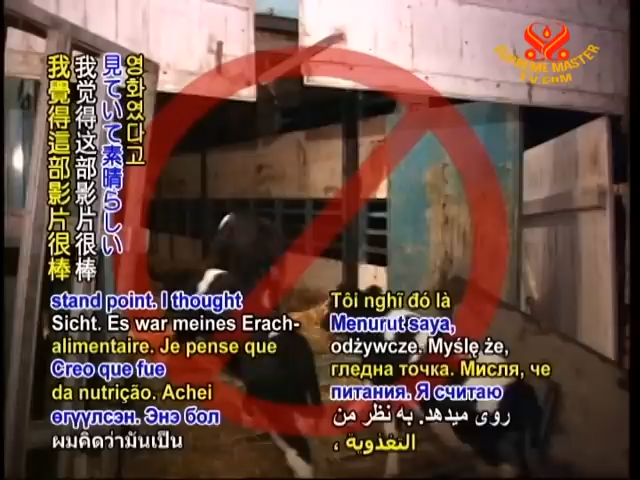 SUPREME MASTER
TV.COM
영화였다고
見ていて素晴らしい
我觉得这部影片很棒
我覺得這部影片很棒
stand point. I thought
Sicht. Es war meines Erach-
alimentaire. Je pense que
Creo que fue
da nutrição. Achei
өгүүлсэн. Энэ бол
ผมคิดว่ามันเป็น
Tôi nghĩ đó là
Menurut saya,
odżywcze. Myślę że,
гледна точка. Мисля, че
питания. Я считаю
روی میدهد. به نظر من
التغذوية ،